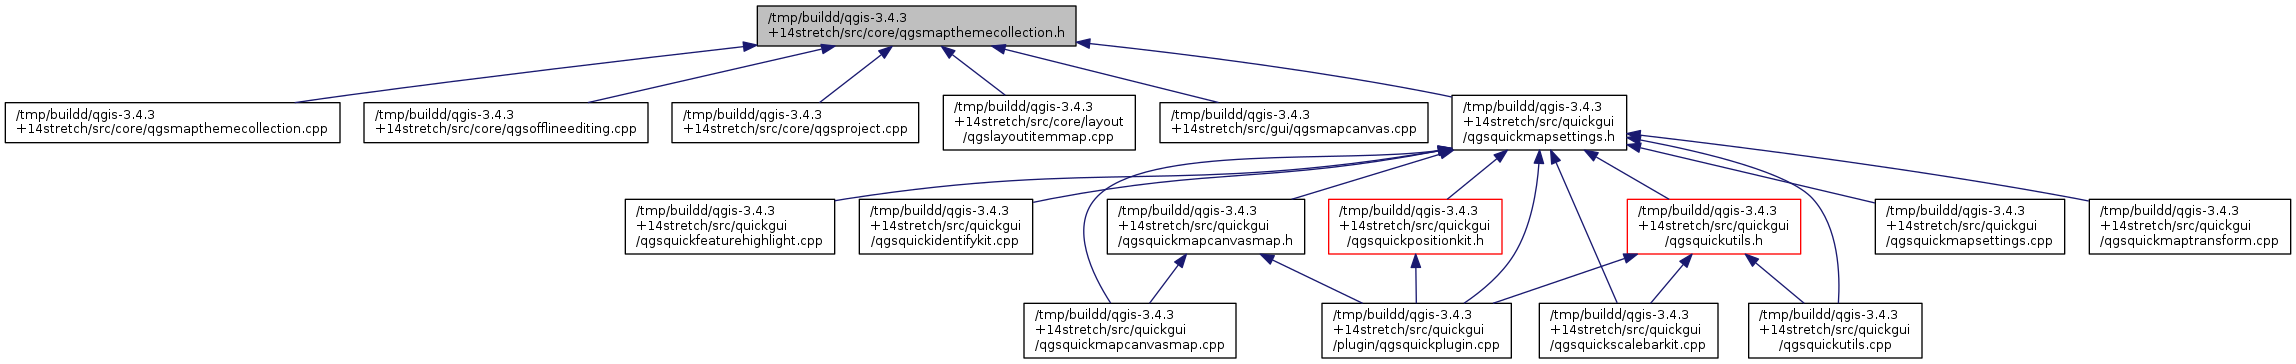 /tmp/buildd/qgis-3.4.3
+14stretch/src/core/qgsmapthemecollection.h
/tmp/buildd/qgis-3.4.3
+14stretch/src/core/qgsmapthemecollection.cpp
/tmp/buildd/qgis-3.4.3
+14stretch/src/core/qgsofflineediting.cpp
/tmp/buildd/qgis-3.4.3
+14stretch/src/core/qgsproject.cpp
/tmp/buildd/qgis-3.4.3
+14stretch/src/core/layout
/qgslayoutitemmap.cpp
/tmp/buildd/qgis-3.4.3
+14stretch/src/gui/qgsmapcanvas.cpp
/tmp/buildd/qgis-3.4.3
+14stretch/src/quickgui
/qgsquickmapsettings.h
/tmp/buildd/qgis-3.4.3
+14stretch/src/quickgui
/qgsquickfeaturehighlight.cpp
/tmp/buildd/qgis-3.4.3
+14stretch/src/quickgui
/qgsquickidentifykit.cpp
/tmp/buildd/qgis-3.4.3
+14stretch/src/quickgui
/qgsquickmapcanvasmap.h
/tmp/buildd/qgis-3.4.3
+14stretch/src/quickgui
/qgsquickpositionkit.h
/tmp/buildd/qgis-3.4.3
+14stretch/src/quickgui
/qgsquickutils.h
/tmp/buildd/qgis-3.4.3
+14stretch/src/quickgui
/qgsquickmapsettings.cpp
/tmp/buildd/qgis-3.4.3
+14stretch/src/quickgui
/qgsquickmaptransform.cpp
/tmp/buildd/qgis-3.4.3
+14stretch/src/quickgui
/qgsquickmapcanvasmap.cpp
/tmp/buildd/qgis-3.4.3
+14stretch/src/quickgui
/plugin/qgsquickplugin.cpp
/tmp/buildd/qgis-3.4.3
+14stretch/src/quickgui
/qgsquickscalebarkit.cpp
/tmp/buildd/qgis-3.4.3
+14stretch/src/quickgui
/qgsquickutils.cpp